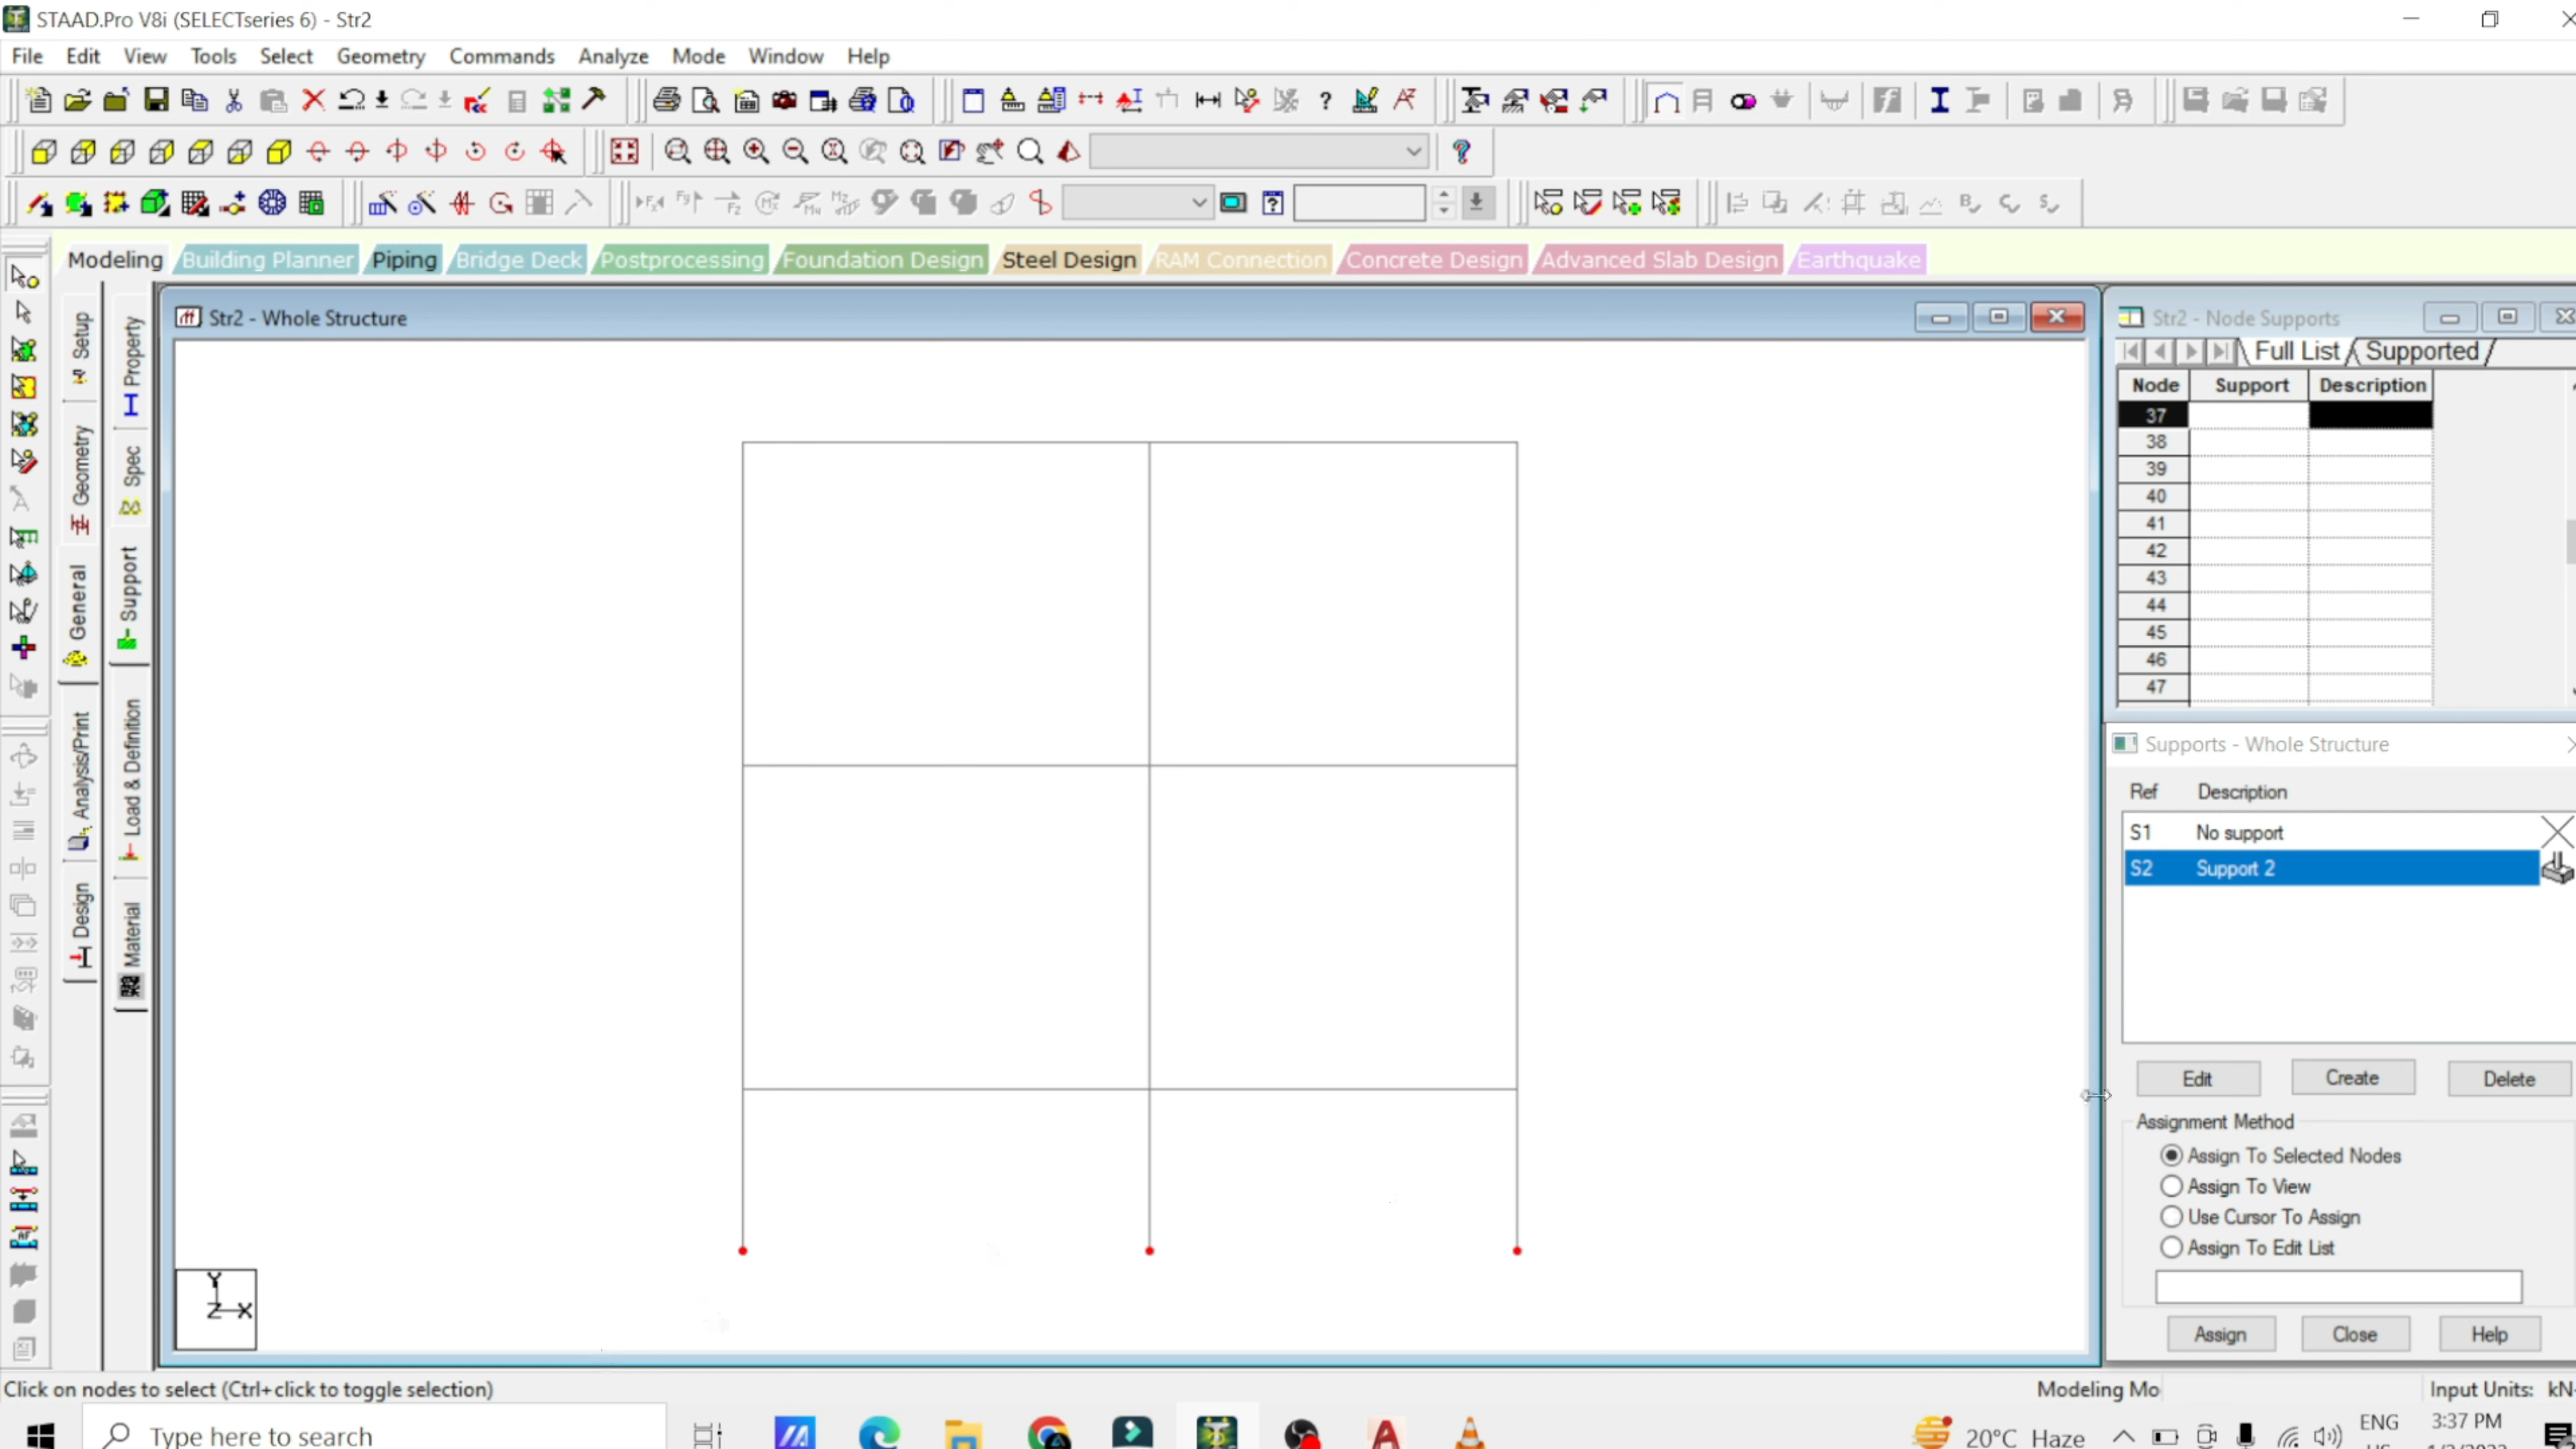 STAAD.Pro V8i (SELECTseries 6) - Str2
File Edit View Tools Select Geometry Commands Analyze Mode Window Help
Modeling Building Planner Piping Bridge Deck Postprocessing Foundation Design Steel Design RAM Connection Concrete Design Advanced Slab Design Earthquake
Setup
Geometry
General
Analysis/Print
Design
Property
Spec
Support
Load & Definition
Material
Str2 - Whole Structure
Y
Z X
Str2 - Node Supports
Full List Supported
Node Support Description
37
38
39
40
41
42
43
44
45
46
47
Supports - Whole Structure
Ref Description
S1 No support
S2 Support 2
Edit Create Delete
Assignment Method
Assign To Selected Nodes
Assign To View
Use Cursor To Assign
Assign To Edit List
Assign Close Help
Click on nodes to select (Ctrl+click to toggle selection)
Modeling Mo
Input Units: kN-
Type here to search
20°C Haze
ENG
3:37 PM